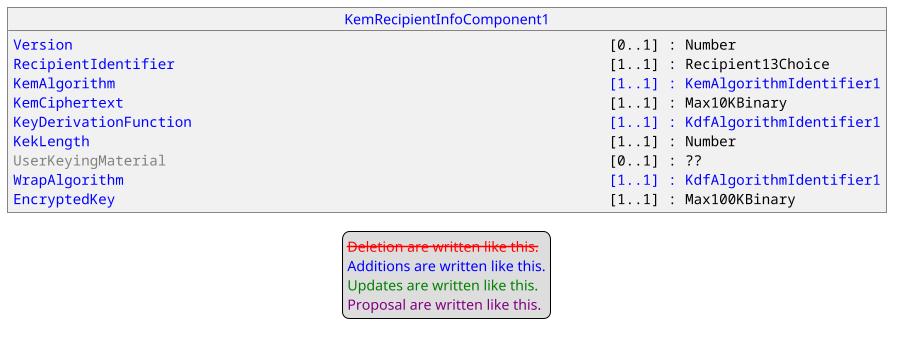 KemRecipientInfoComponent1
Version [0..1] : Number
RecipientIdentifier [1..1] : Recipient13Choice
KemAlgorithm [1..1] : KemAlgorithmIdentifier1
KemCiphertext [1..1] : Max10KBinary
KeyDerivationFunction [1..1] : KdfAlgorithmIdentifier1
KekLength [1..1] : Number
UserKeyingMaterial [0..1] : ??
WrapAlgorithm [1..1] : KdfAlgorithmIdentifier1
EncryptedKey [1..1] : Max100KBinary
Deletion are written like this.
Additions are written like this.
Updates are written like this.
Proposal are written like this.